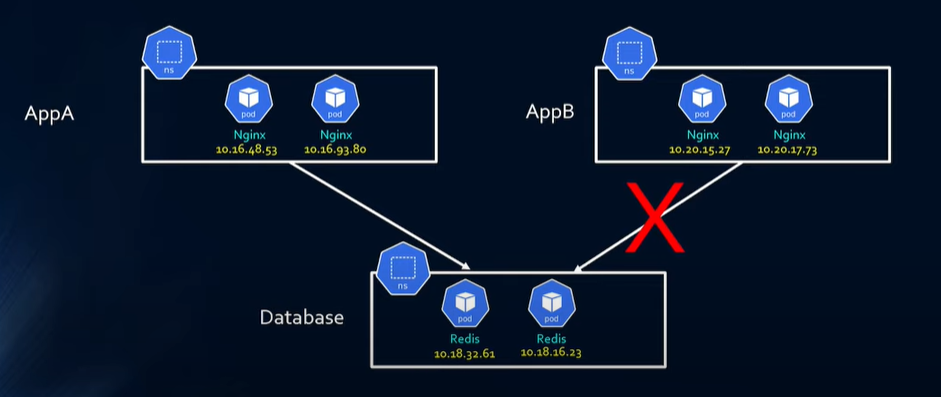 ns
ns
AppA
pod
pod
Nginx
Nginx
10.16.48.53
10.16.93.80
AppB
pod
pod
Nginx
Nginx
10.20.15.27
10.20.17.73
X
ns
Database
pod
pod
Redis
Redis
10.18.32.61
10.18.16.23